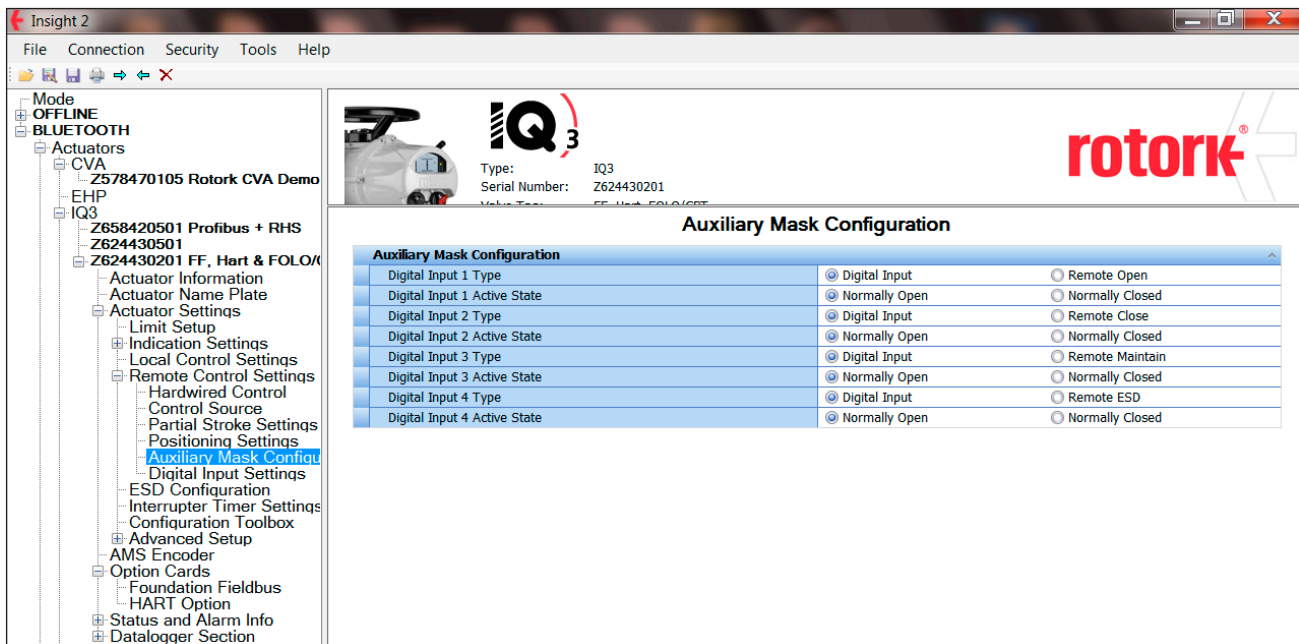 Insight 2
File Connection Security Tools Help
Mode
OFFLINE
BLUETOOTH
Actuators
CVA
Z578470105 Rotork CVA Demo
EHP
IQ3
Z658420501 Profibus + RHS
Z624430501
Z624430201 FF, Hart & FOLO/
Actuator Information
Actuator Name Plate
Actuator Settings
Limit Setup
Indication Settings
Local Control Settings
Remote Control Settings
Hardwired Control
Control Source
Partial Stroke Settings
Positioning Settings
Auxiliary Mask Configu
Digital Input Settings
ESD Configuration
Interrupter Timer Settings
Configuration Toolbox
Advanced Setup
AMS Encoder
Option Cards
Foundation Fieldbus
HART Option
Status and Alarm Info
Datalogger Section
IQ3
rotork®
Type: IQ3
Serial Number: Z624430201
Auxiliary Mask Configuration
Auxiliary Mask Configuration
Digital Input 1 Type Digital Input Remote Open
Digital Input 1 Active State Normally Open Normally Closed
Digital Input 2 Type Digital Input Remote Close
Digital Input 2 Active State Normally Open Normally Closed
Digital Input 3 Type Digital Input Remote Maintain
Digital Input 3 Active State Normally Open Normally Closed
Digital Input 4 Type Digital Input Remote ESD
Digital Input 4 Active State Normally Open Normally Closed